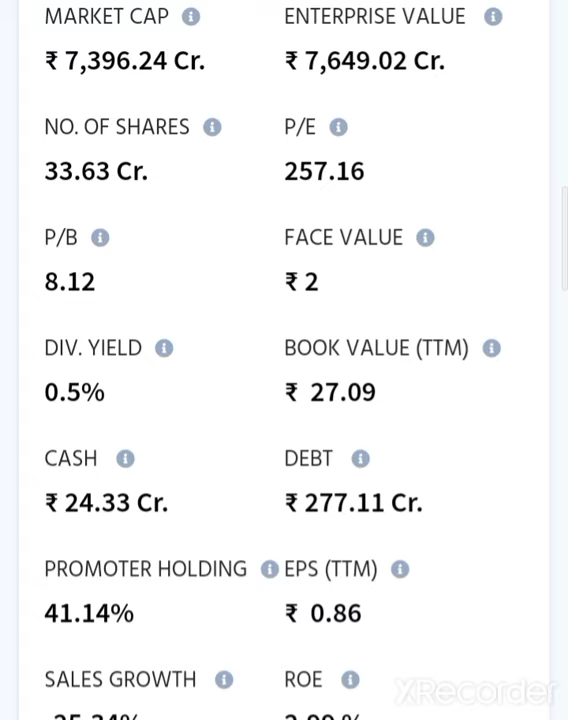 MARKET CAP ENTERPRISE VALUE
₹ 7,396.24 Cr. ₹ 7,649.02 Cr.
NO. OF SHARES P/E
33.63 Cr. 257.16
P/B FACE VALUE
8.12 ₹ 2
DIV. YIELD BOOK VALUE (TTM)
0.5% ₹ 27.09
CASH DEBT
₹ 24.33 Cr. ₹ 277.11 Cr.
PROMOTER HOLDING EPS (TTM)
41.14% ₹ 0.86
SALES GROWTH ROE
XRecorder